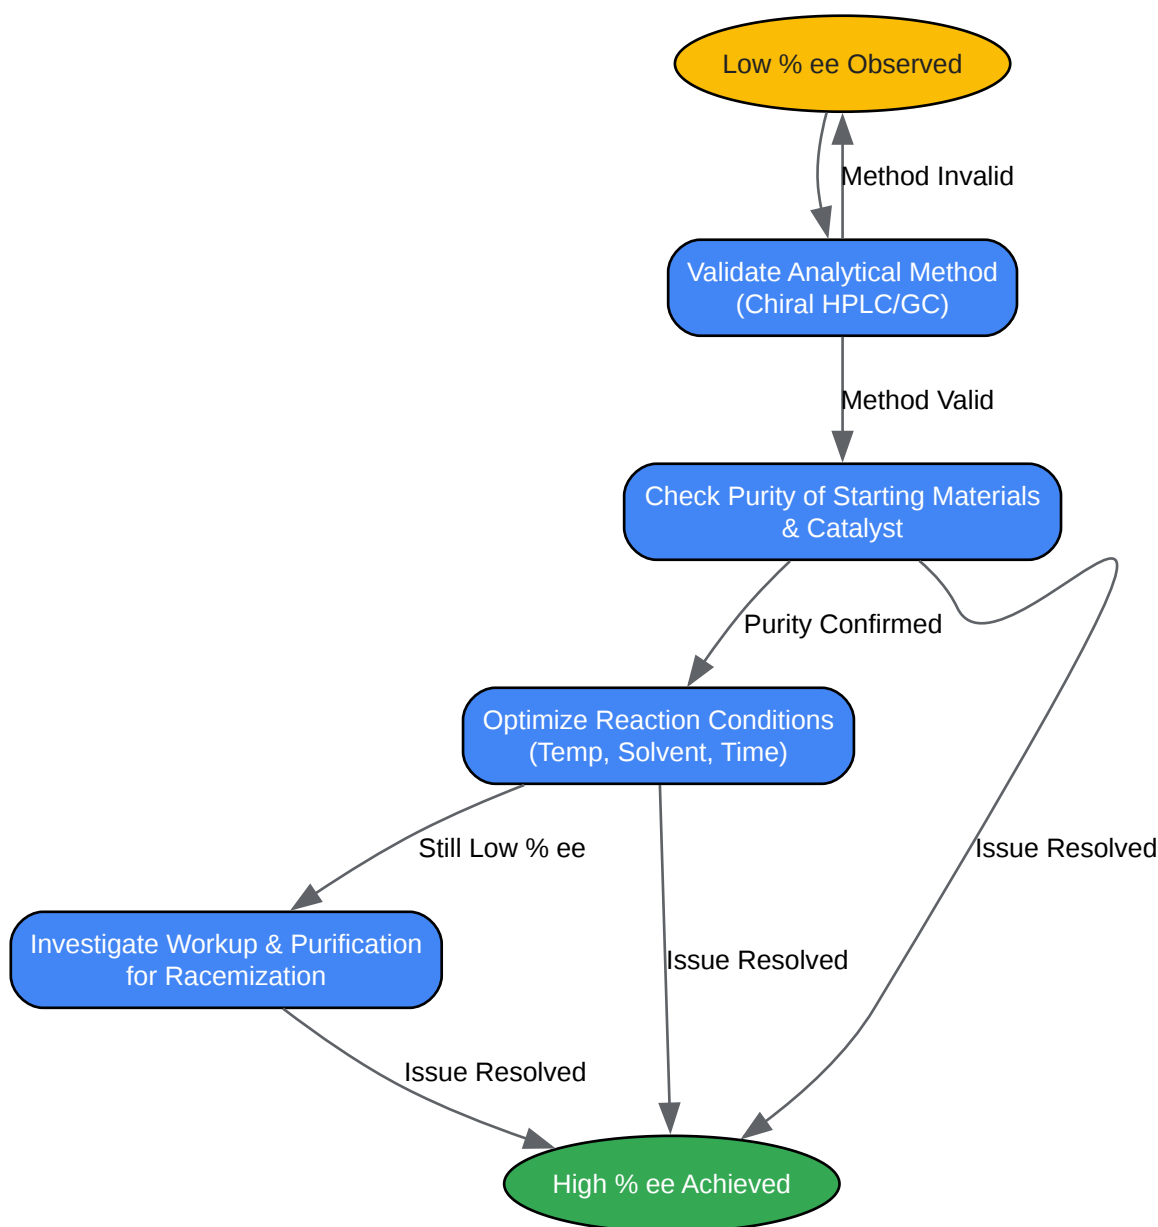 Low % ee Observed
Method Invalid
Validate Analytical Method
(Chiral HPLC/GC)
Method Valid
Check Purity of Starting Materials
& Catalyst
Purity Confirmed
Optimize Reaction Conditions
(Temp, Solvent, Time)
Still Low % ee
Issue Resolved
Investigate Workup & Purification
for Racemization
Issue Resolved
Issue Resolved
High % ee Achieved